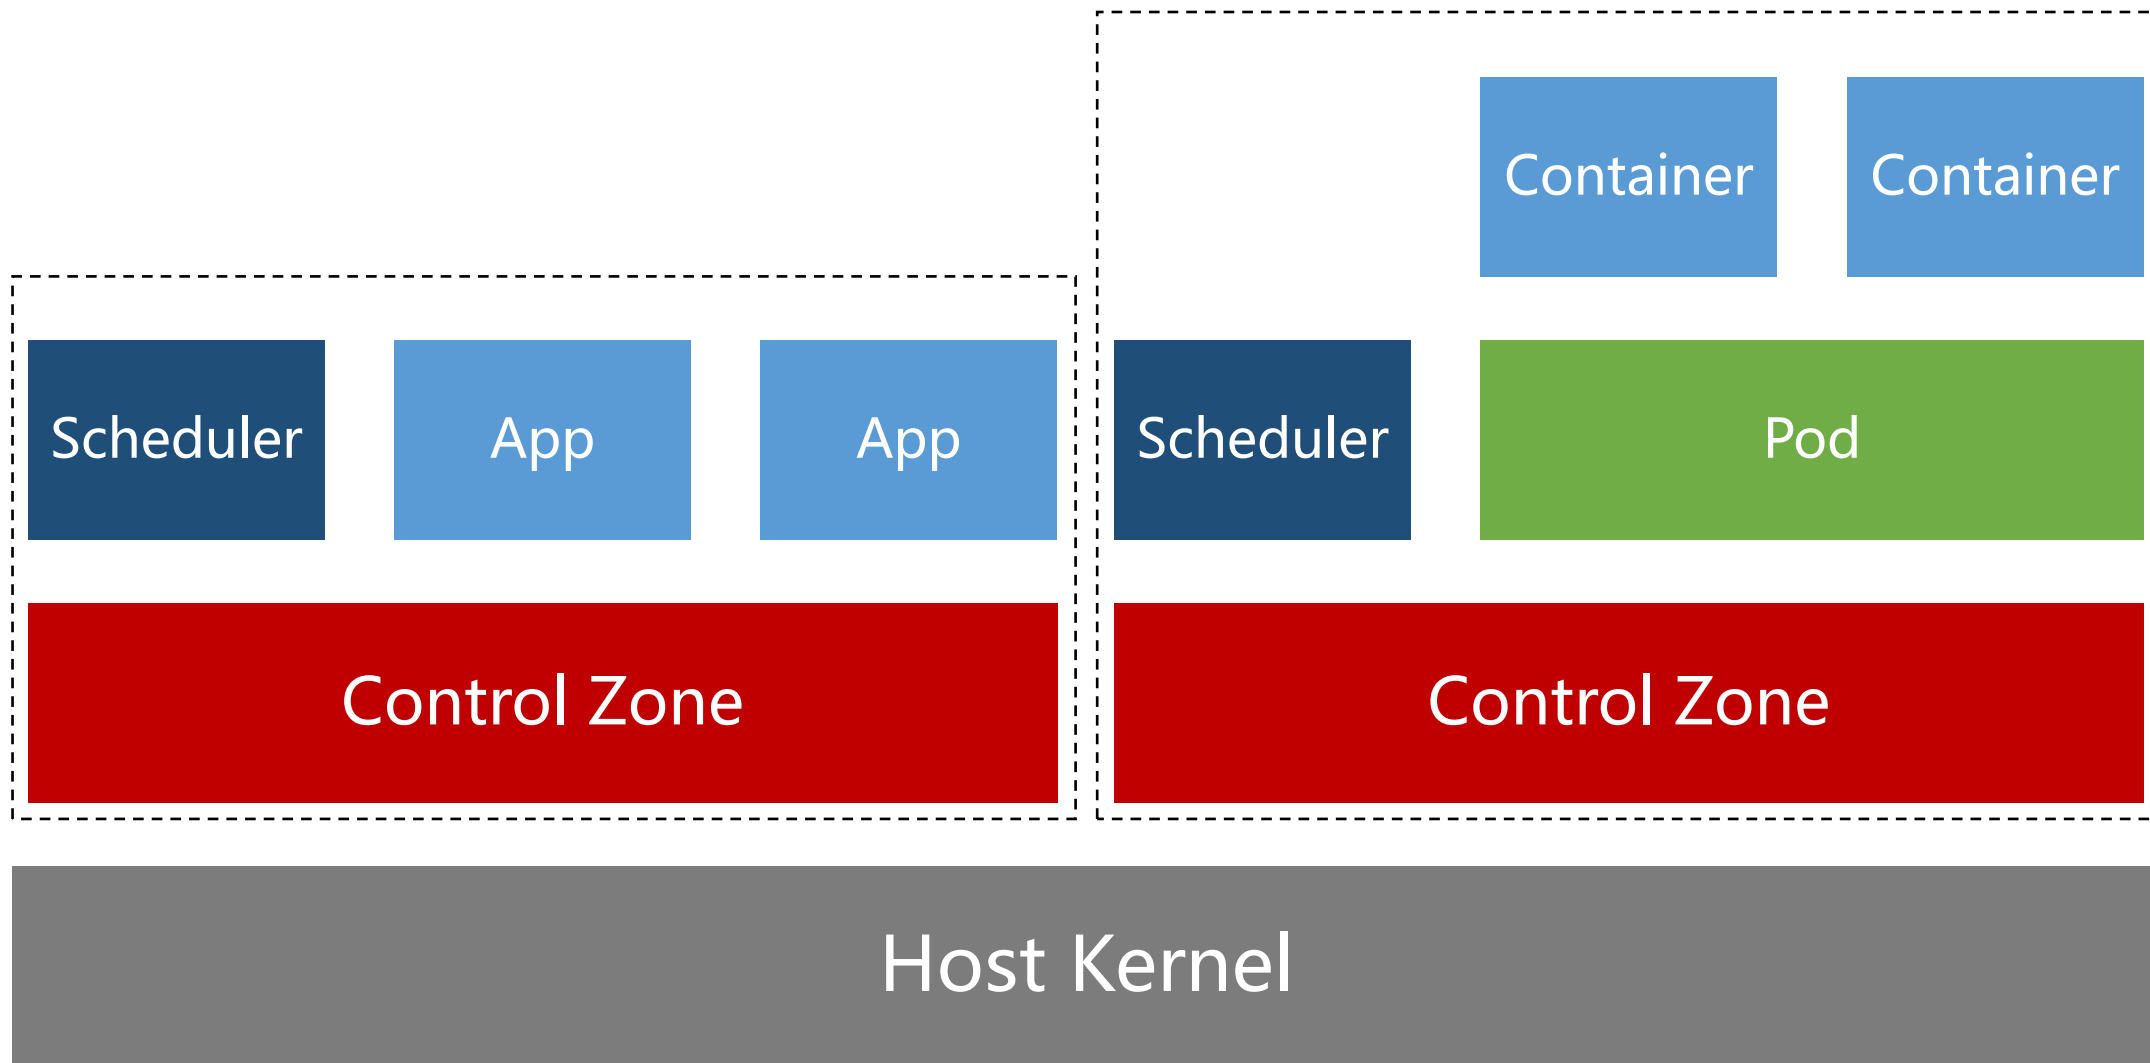 Container
Container
Scheduler
App
App
Scheduler
Pod
Control Zone
Control Zone
Host Kernel